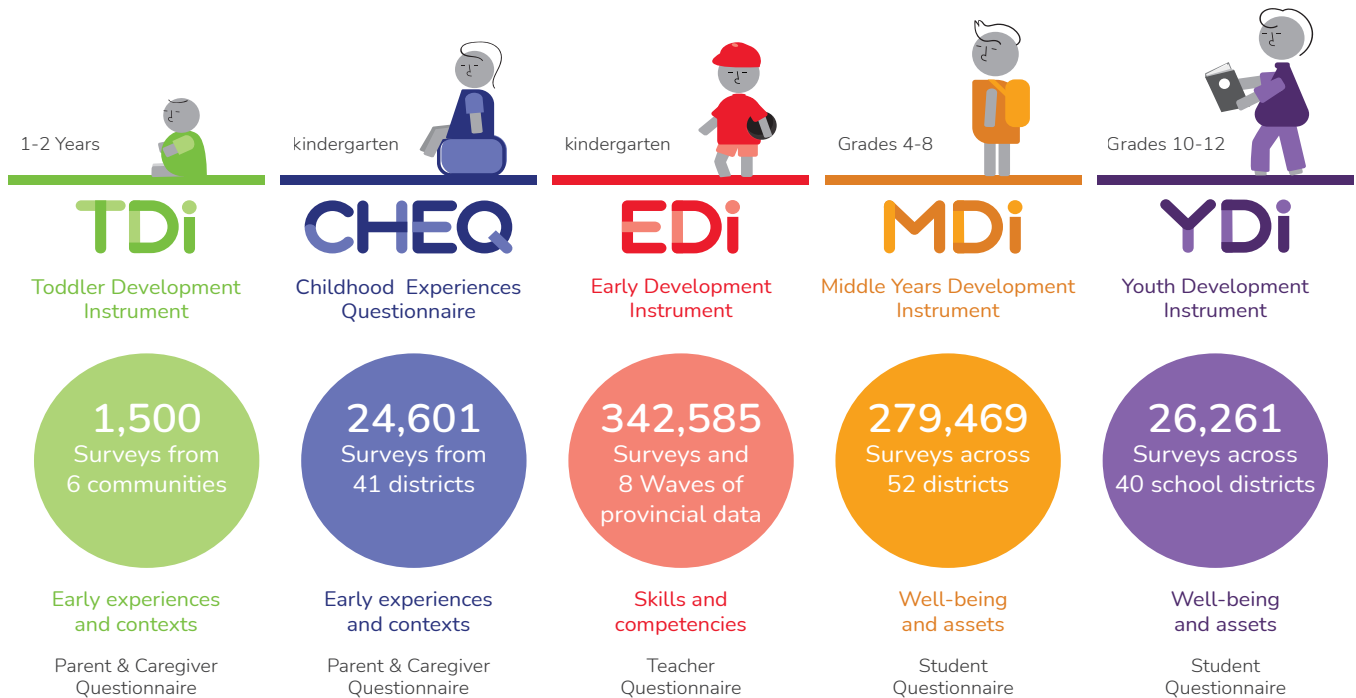 1-2 Years
TDi
Toddler Development
Instrument
1,500
Surveys from
6 communities
Early experiences
and contexts
Parent & Caregiver
Questionnaire
kindergarten
CHEQ
Childhood Experiences
Questionnaire
24,601
Surveys from
41 districts
Early experiences
and contexts
Parent & Caregiver
Questionnaire
kindergarten
EDi
Early Development
Instrument
342,585
Surveys and
8 Waves of
provincial data
Skills and
competencies
Teacher
Questionnaire
Grades 4-8
MDi
Middle Years Development
Instrument
279,469
Surveys across
52 districts
Well-being
and assets
Student
Questionnaire
Grades 10-12
YDi
Youth Development
Instrument
26,261
Surveys across
40 school districts
Well-being
and assets
Student
Questionnaire